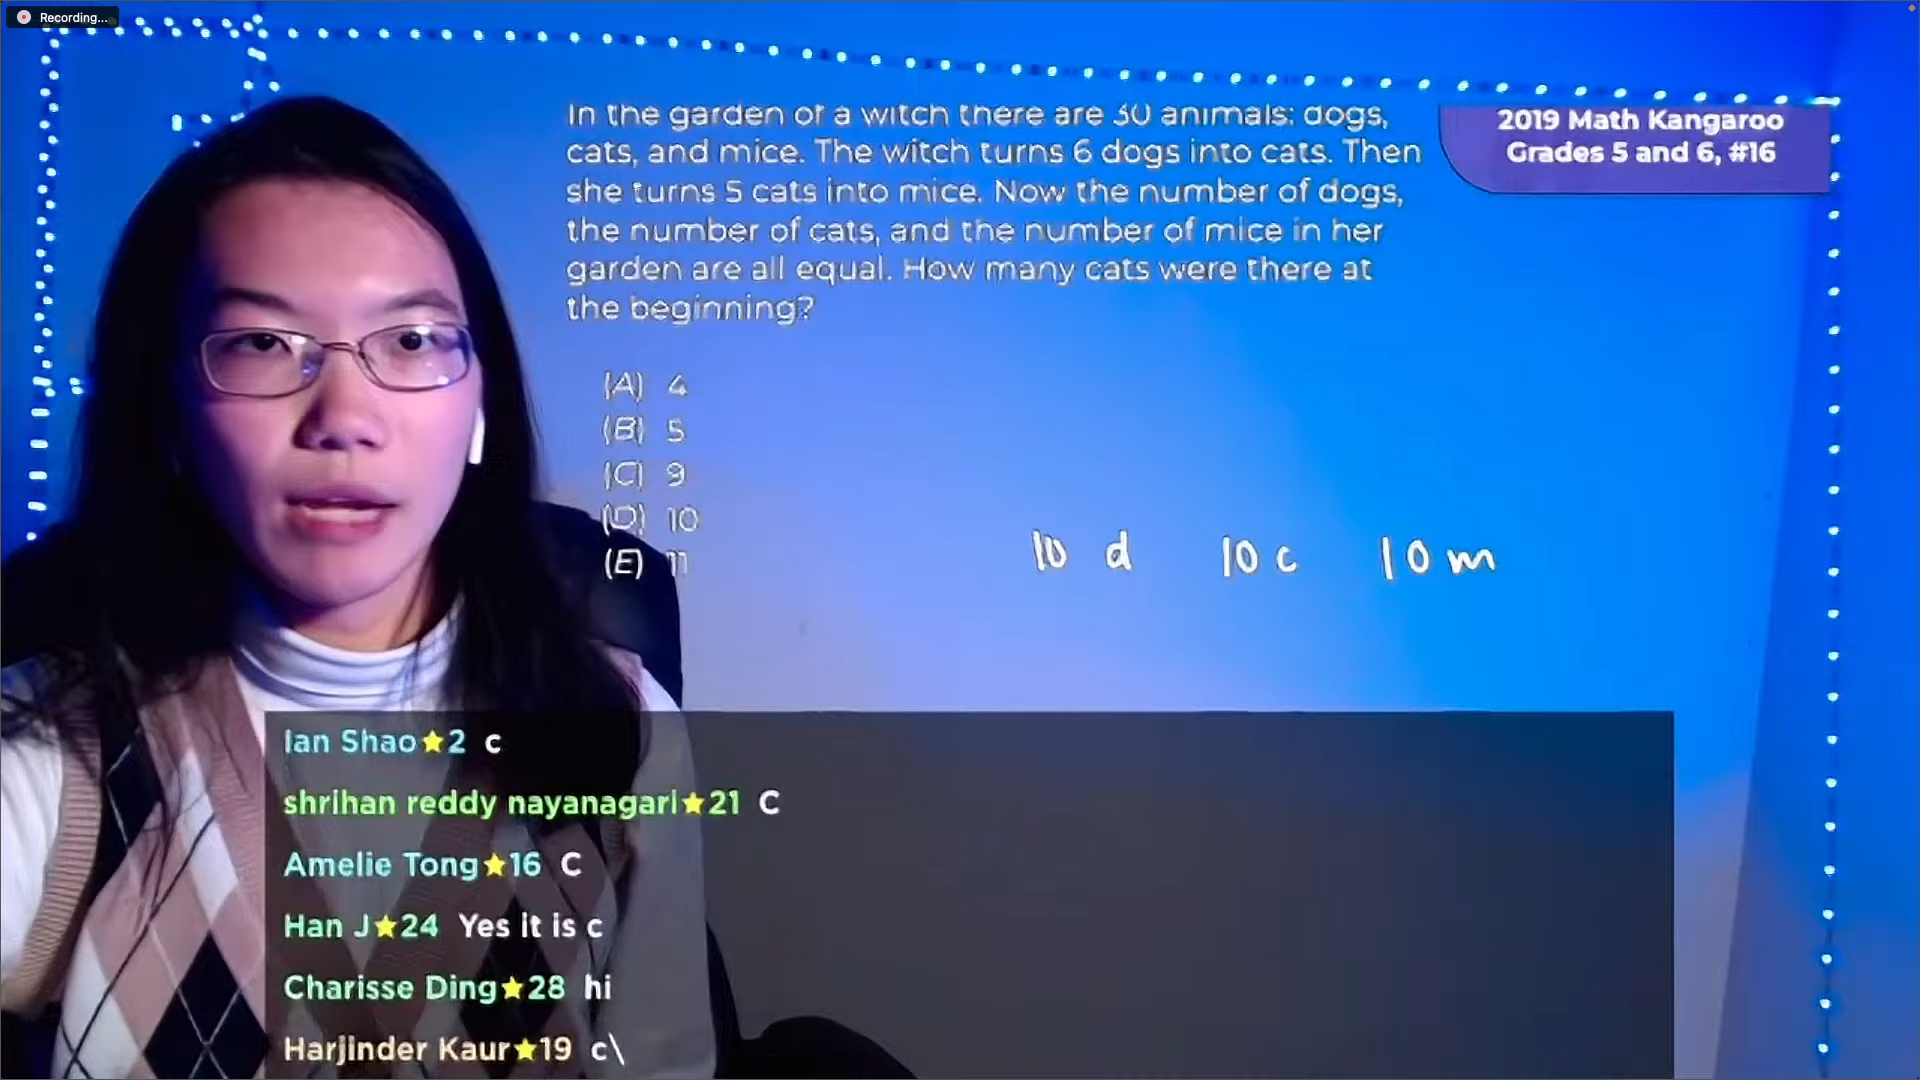 Recording...
In the garden of a witch there are 30 animals: dogs,
cats, and mice. The witch turns 6 dogs into cats. Then
she turns 5 cats into mice. Now the number of dogs,
the number of cats, and the number of mice in her
garden are all equal. How many cats were there at
the beginning?
2019 Math Kangaroo
Grades 5 and 6, #16
(A) 4
(B) 5
(C) 9
(D) 10
(E) 11
10 d 10 c 10 m
Ian Shao★2 c
shrihan reddy nayanagari★21 C
Amelie Tong★16 C
Han J★24 Yes it is c
Charisse Ding★28 hi
Harjinder Kaur★19 c\